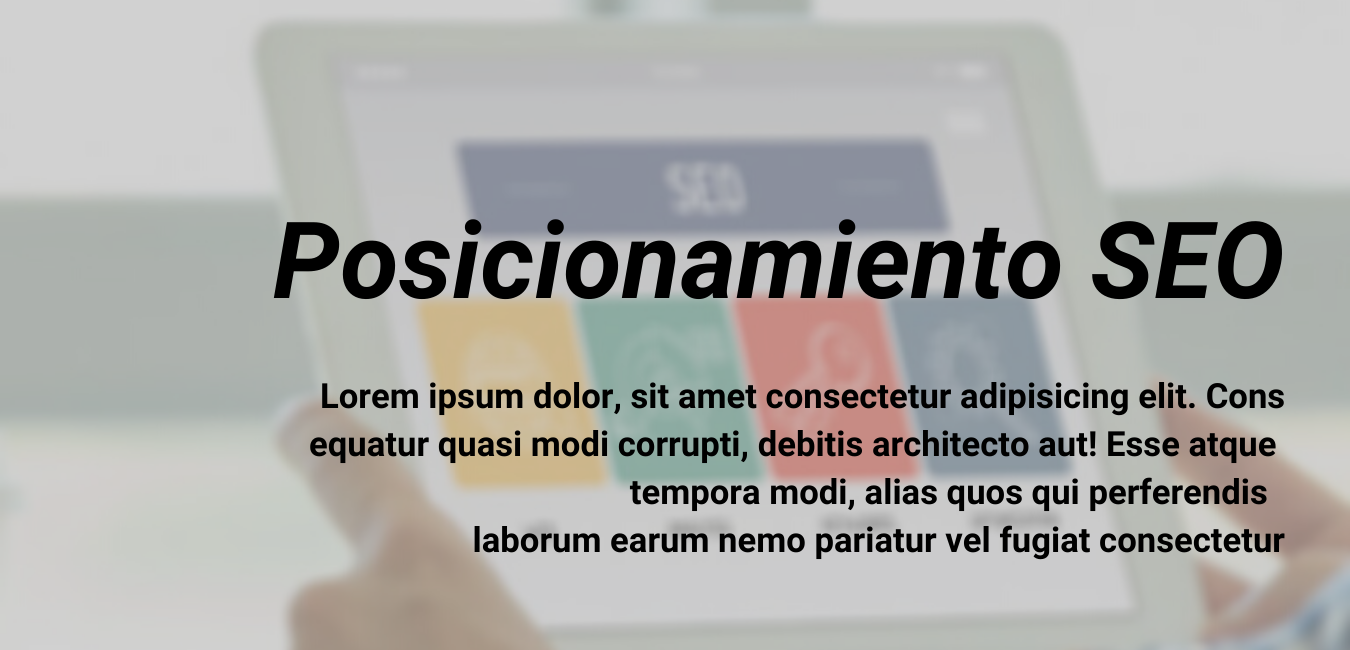 SEO
Posicionamiento SEO
Lorem ipsum dolor, sit amet consectetur adipisicing elit. Cons
equatur quasi modi corrupti, debitis architecto aut! Esse atque
tempora modi, alias quos qui perferendis
laborum earum nemo pariatur vel fugiat consectetur